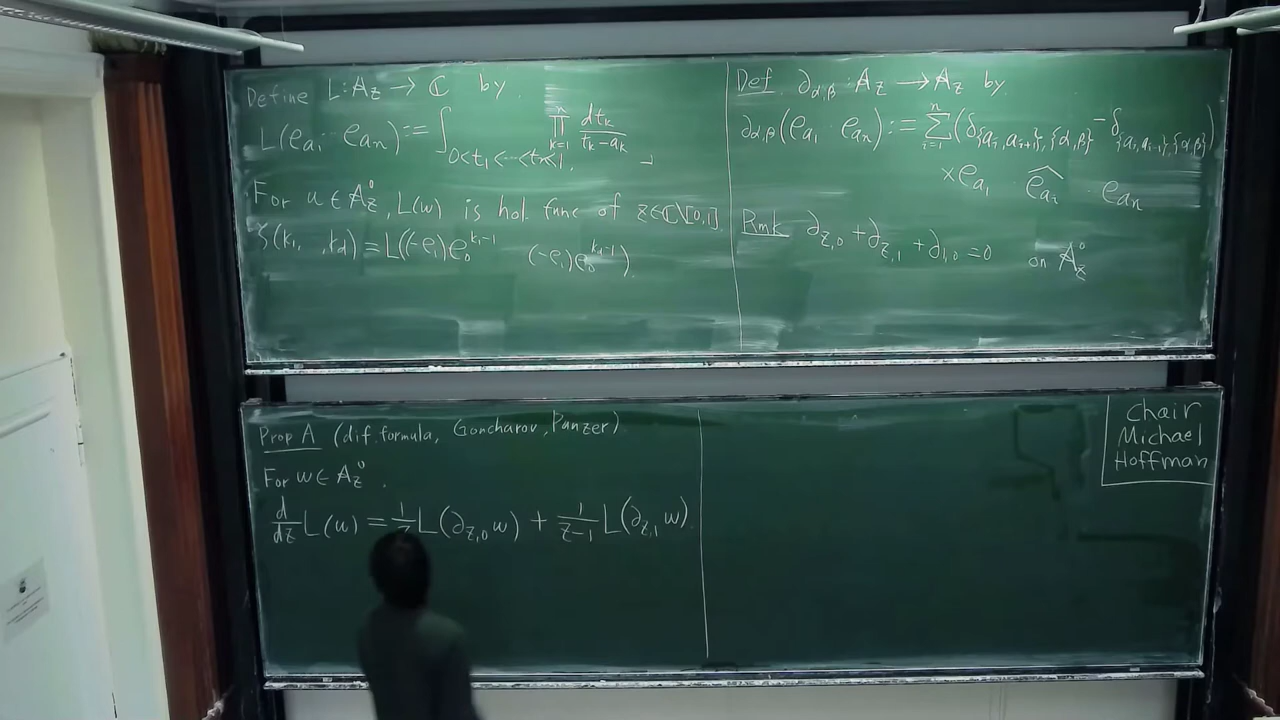 Define L: A_z → ℂ by
L(e_{a_1} e_{a_n}) := ∫_{0<t_1<--<t_n<1} ∏_{k=1}^{n} dt_k/(t_k - a_k)
For w ∈ A_z^0, L(w) is hol. func of z∈ℂ\[0,1]
ζ(k_1, ,k_d) = L((-e_1)e_0^{k_1-1} (-e_1)e_0^{k_d-1})
Def ∂_{α,β} : A_z → A_z by
∂_{α,β}(e_{a_1} e_{a_n}) := ∑_{i=1}^{n} (δ_{{a_i,a_{i+1}},{α,β}} - δ_{{a_i,a_{i-1}},{α,β}})
× e_{a_1} \widehat{e_{a_i}} e_{a_n}
Rmk ∂_{z,0} + ∂_{z,1} + ∂_{1,0} = 0 on A_z^0
Prop A (dif. formula, Goncharov, Panzer)
For w ∈ A_z^0,
d/dz L(w) = 1/z L(∂_{z,0} w) + 1/(z-1) L(∂_{z,1} w)
Chair
Michael
Hoffman